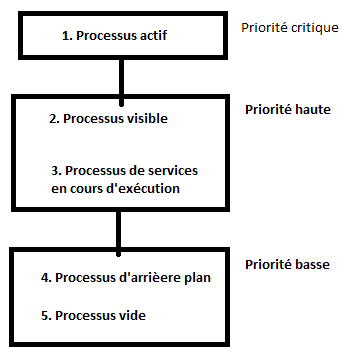 1. Processus actif
Priorité critique
2. Processus visible
Priorité haute
3. Processus de services
en cours d'exécution
4. Processus d'arrièere plan
Priorité basse
5. Processus vide